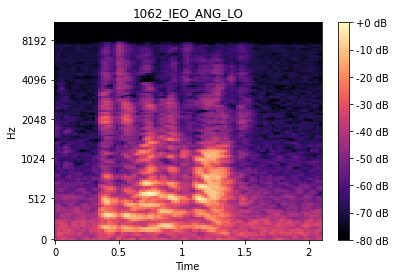 1062_IEO_ANG_LO
+0 dB
8192
-10 dB
-20 dB
4096
-30 dB
Hz
2048
-40 dB
1024
-50 dB
512
-60 dB
-70 dB
0
-80 dB
0
0.5
1
1.5
2
Time